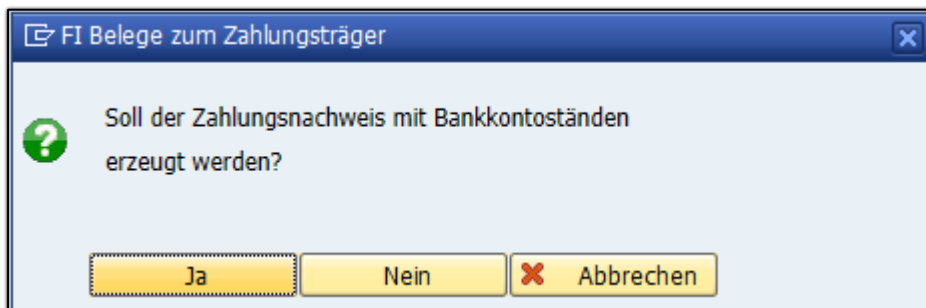 FI Belege zum Zahlungsträger
Soll der Zahlungsnachweis mit Bankkontoständen
erzeugt werden?
Ja Nein Abbrechen